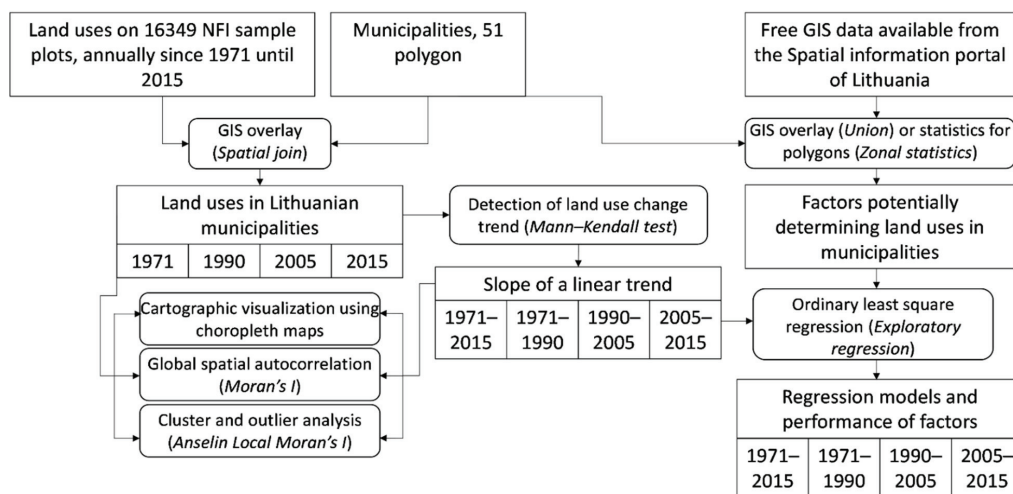 Land uses on 16349 NFI sample
plots, annually since 1971 until
2015
Municipalities, 51
polygon
Free GIS data available from
the Spatial information portal
of Lithuania
GIS overlay
(Spatial join)
GIS overlay (Union) or statistics for
polygons (Zonal statistics)
Land uses in Lithuanian
municipalities
1971 1990 2005 2015
Detection of land use change
trend (Mann–Kendall test)
Factors potentially
determining land uses in
municipalities
Slope of a linear trend
1971– 1971– 1990– 2005–
2015 1990 2005 2015
Cartographic visualization using
choropleth maps
Global spatial autocorrelation
(Moran's I)
Cluster and outlier analysis
(Anselin Local Moran's I)
Ordinary least square
regression (Exploratory
regression)
Regression models and
performance of factors
1971– 1971– 1990– 2005–
2015 1990 2005 2015